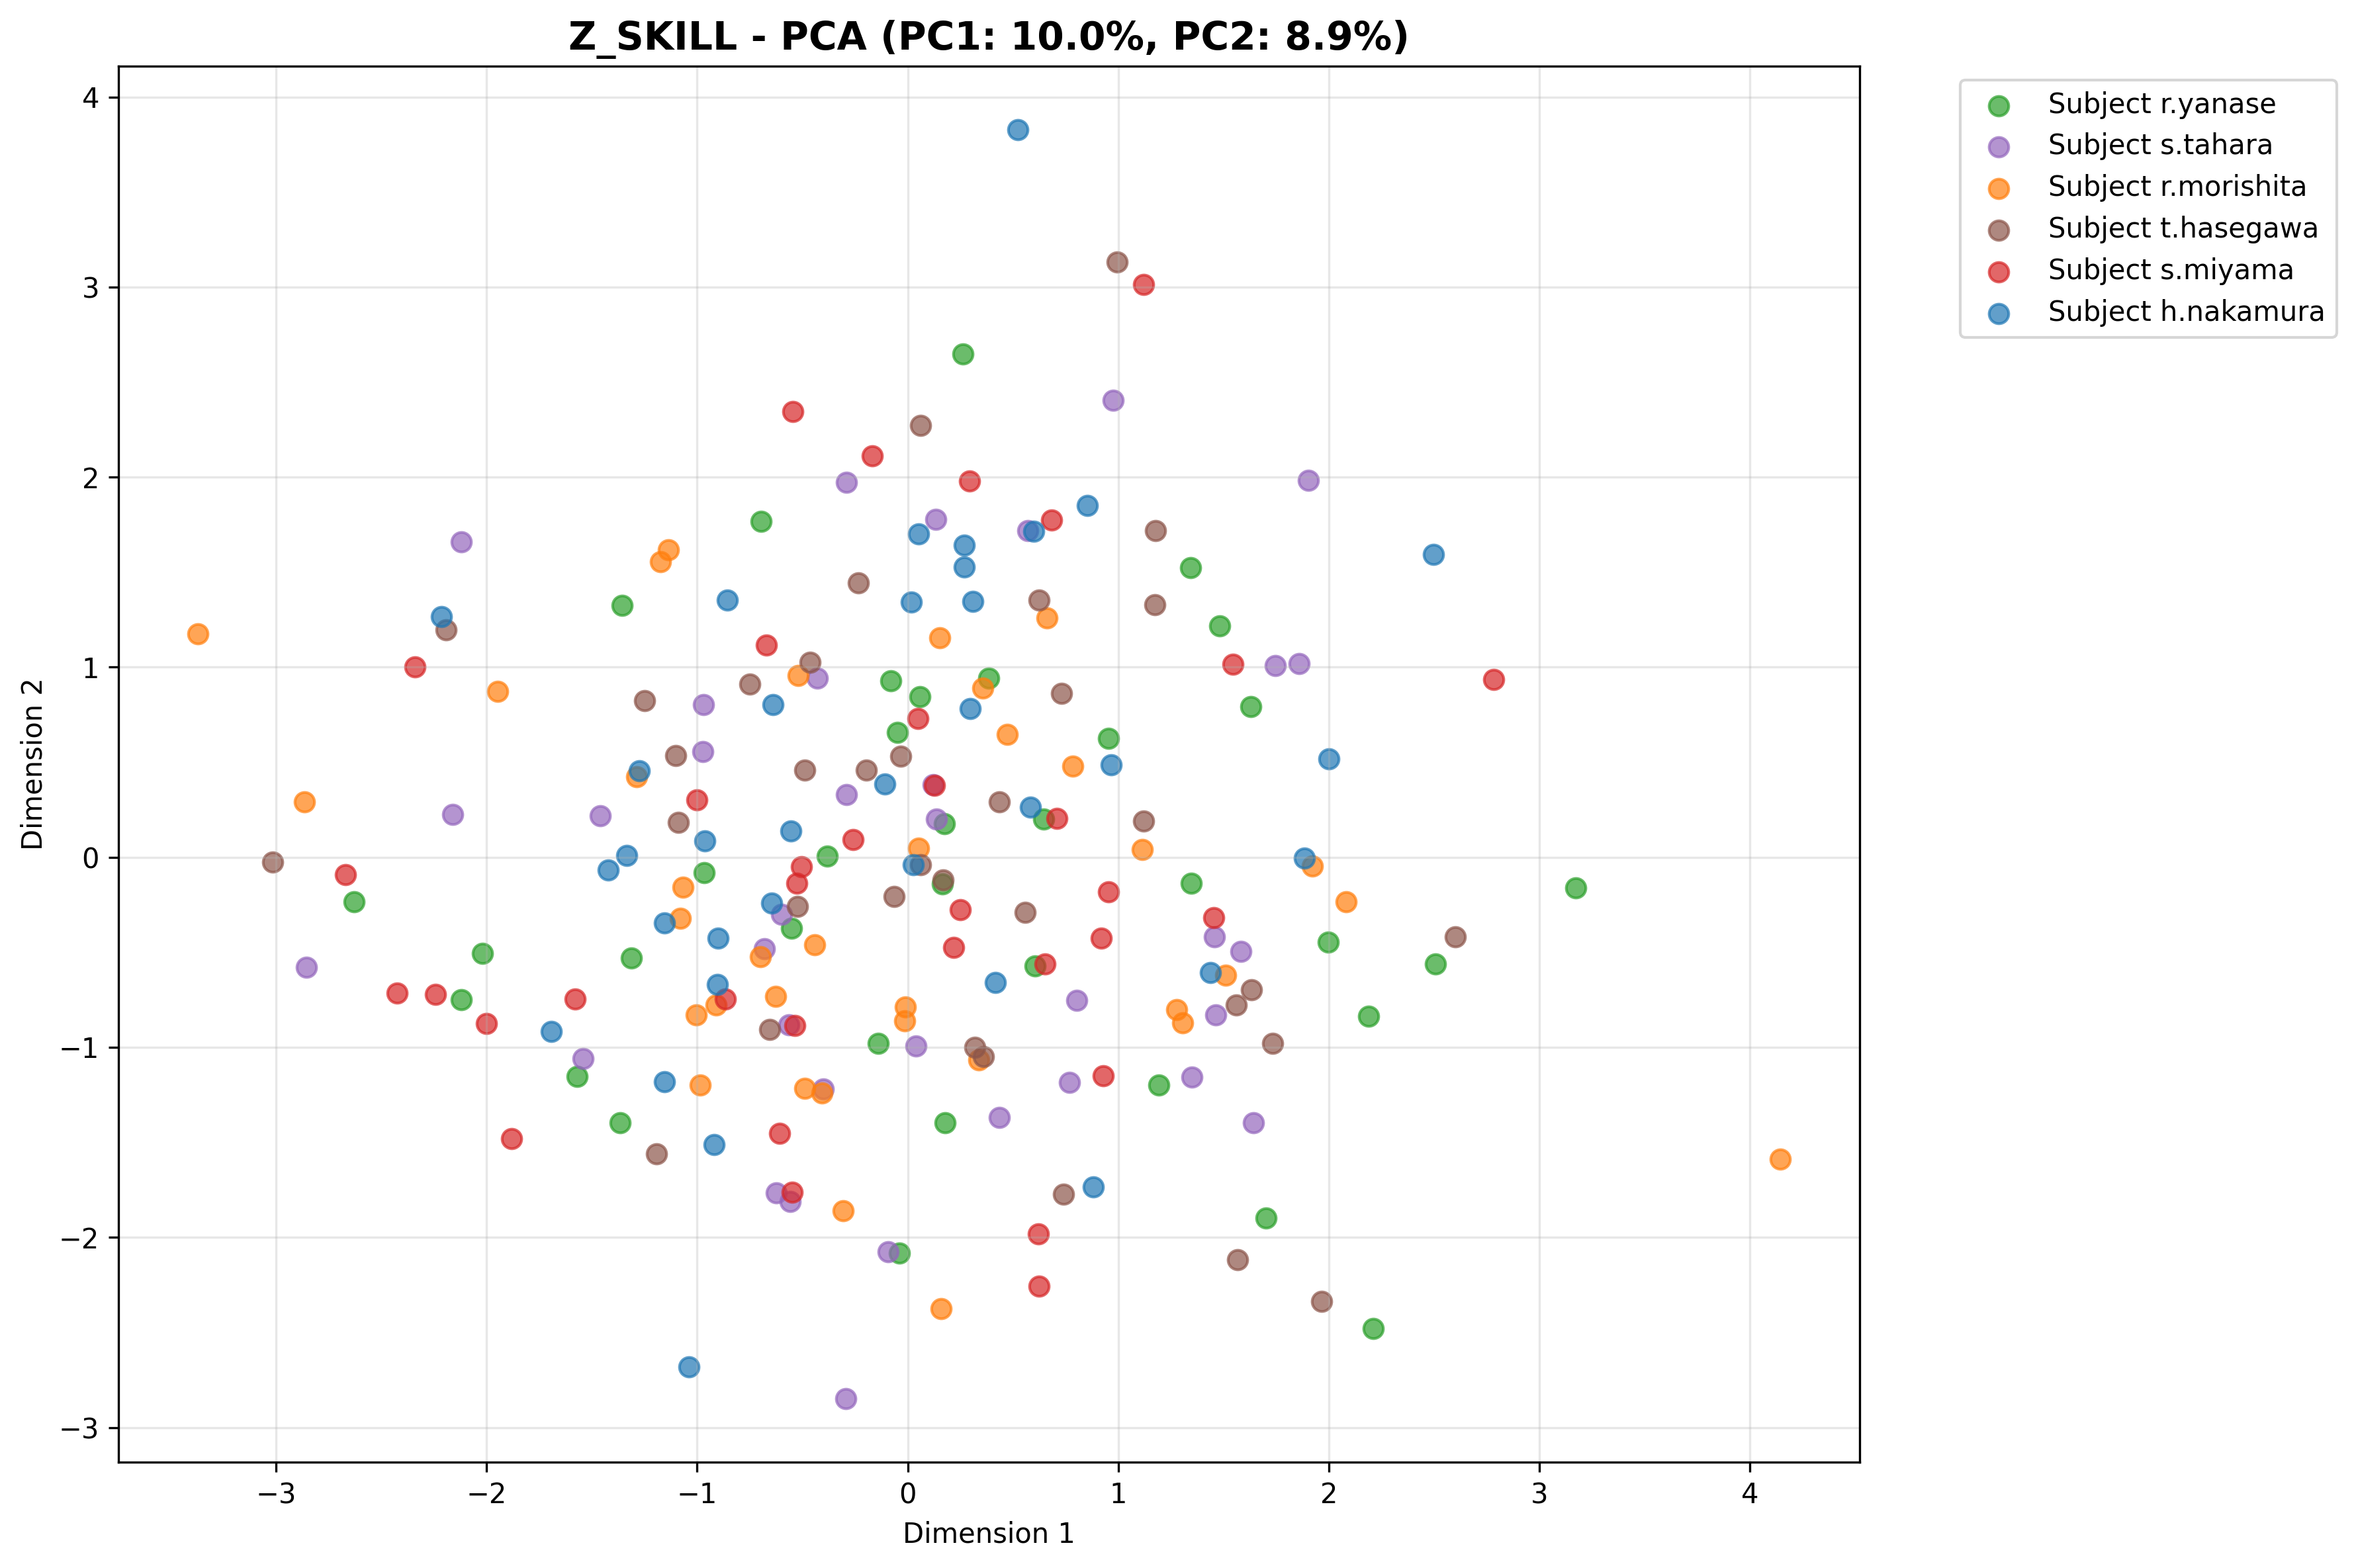 Z_SKILL - PCA (PC1: 10.0%, PC2: 8.9%)
Subject r.yanase
Subject s.tahara
Subject r.morishita
Subject t.hasegawa
Subject s.miyama
Subject h.nakamura
Dimension 2
4
3
2
1
0
−1
−2
−3
−3
−2
−1
0
1
2
3
4
Dimension 1